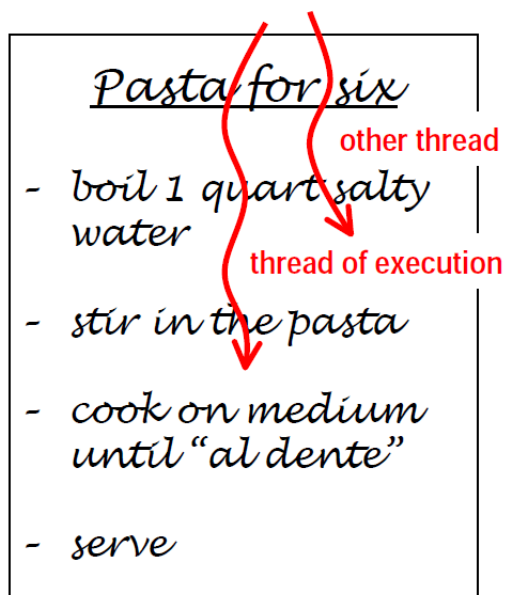 Pasta for six
other thread
- boil 1 quart salty
water
thread of execution
- stir in the pasta
- cook on medium
until “al dente”
- serve